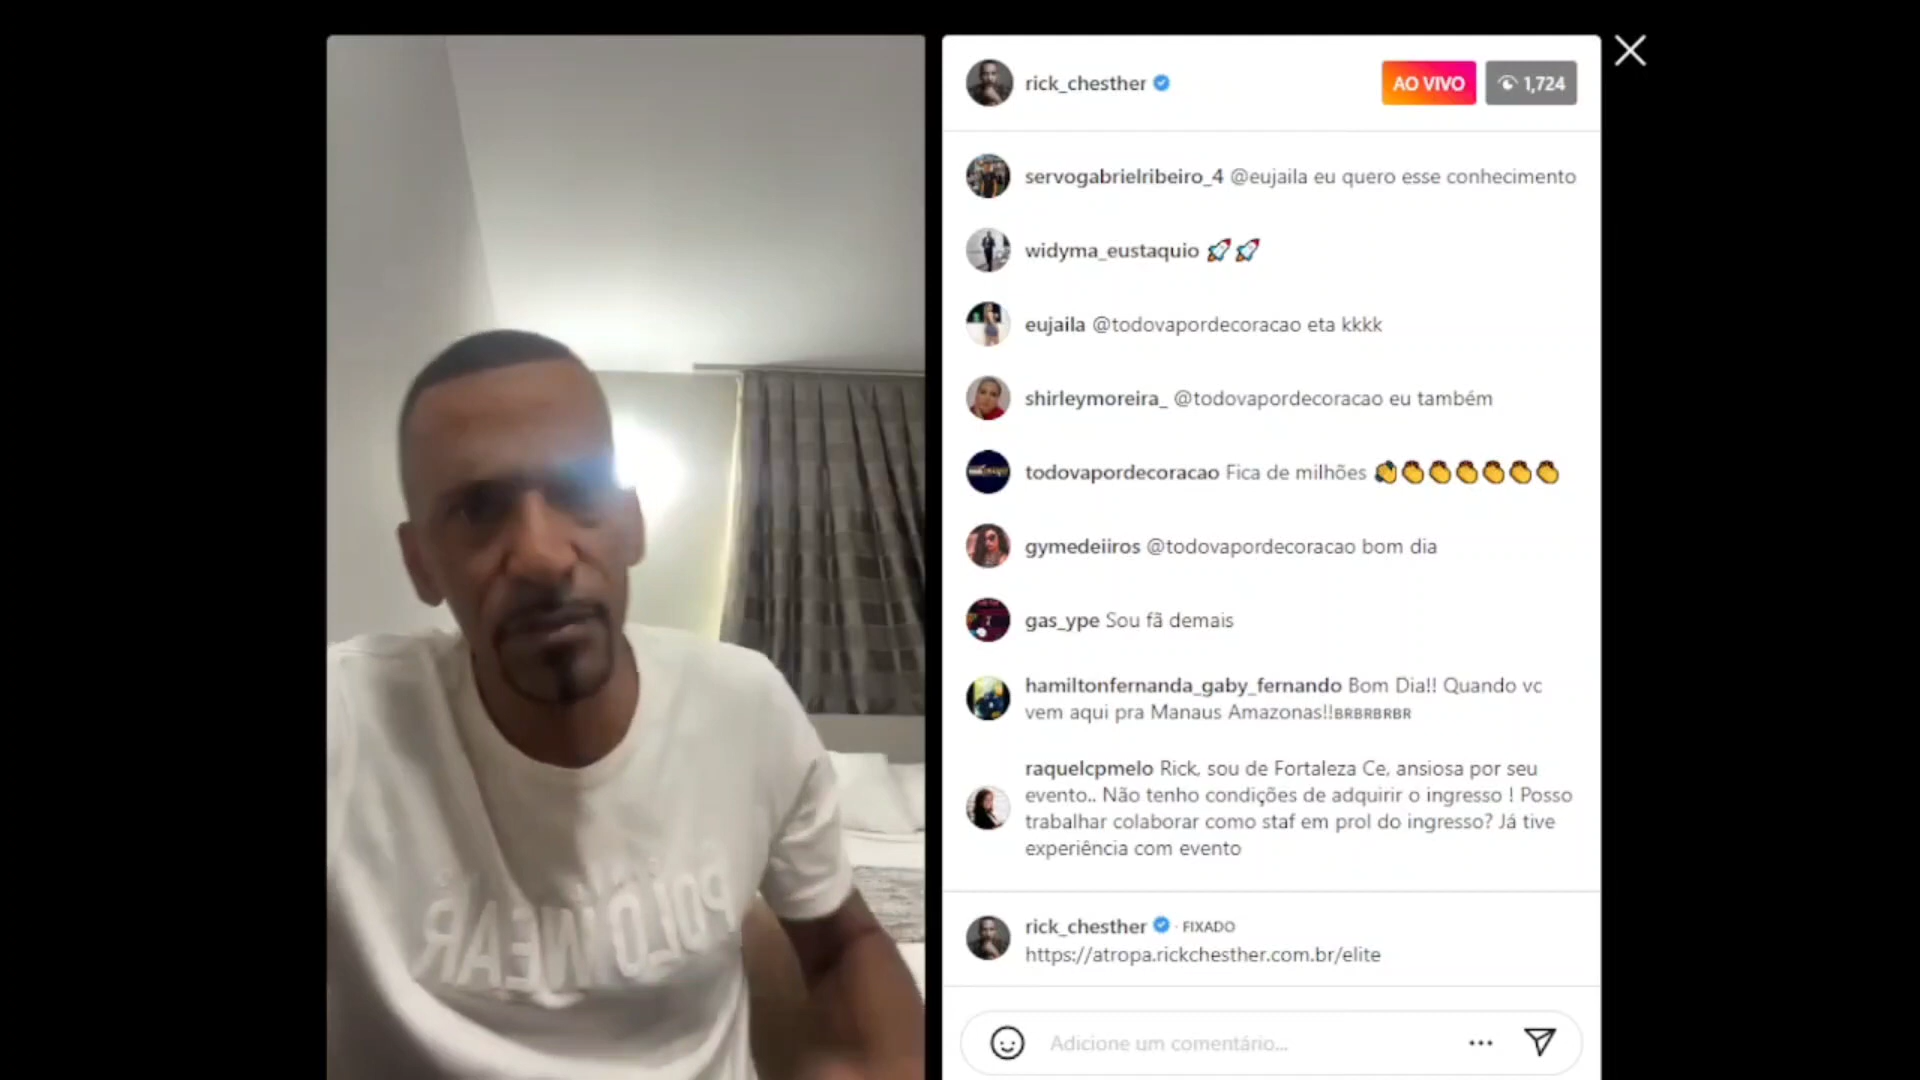 rick_chesther
AO VIVO
1,724
servogabrielribeiro_4 @eujaila eu quero esse conhecimento
widyma_eustaquio 🚀🚀
eujaila @todovapordecoracao eta kkkk
shirleymoreira_ @todovapordecoracao eu também
todovapordecoracao Fica de milhões 👏👏👏👏👏👏👏
gymedeiiros @todovapordecoracao bom dia
gas_ype Sou fã demais
hamiltonfernanda_gaby_fernando Bom Dia!! Quando vc
vem aqui pra Manaus Amazonas!!BRBRBRBR
raquelcpmelo Rick, sou de Fortaleza Ce, ansiosa por seu
evento.. Não tenho condições de adquirir o ingresso ! Posso
trabalhar colaborar como staf em prol do ingresso? Já tive
experiência com evento
rick_chesther · FIXADO
https://atropa.rickchesther.com.br/elite
Adicione um comentário...
POLO WEAR